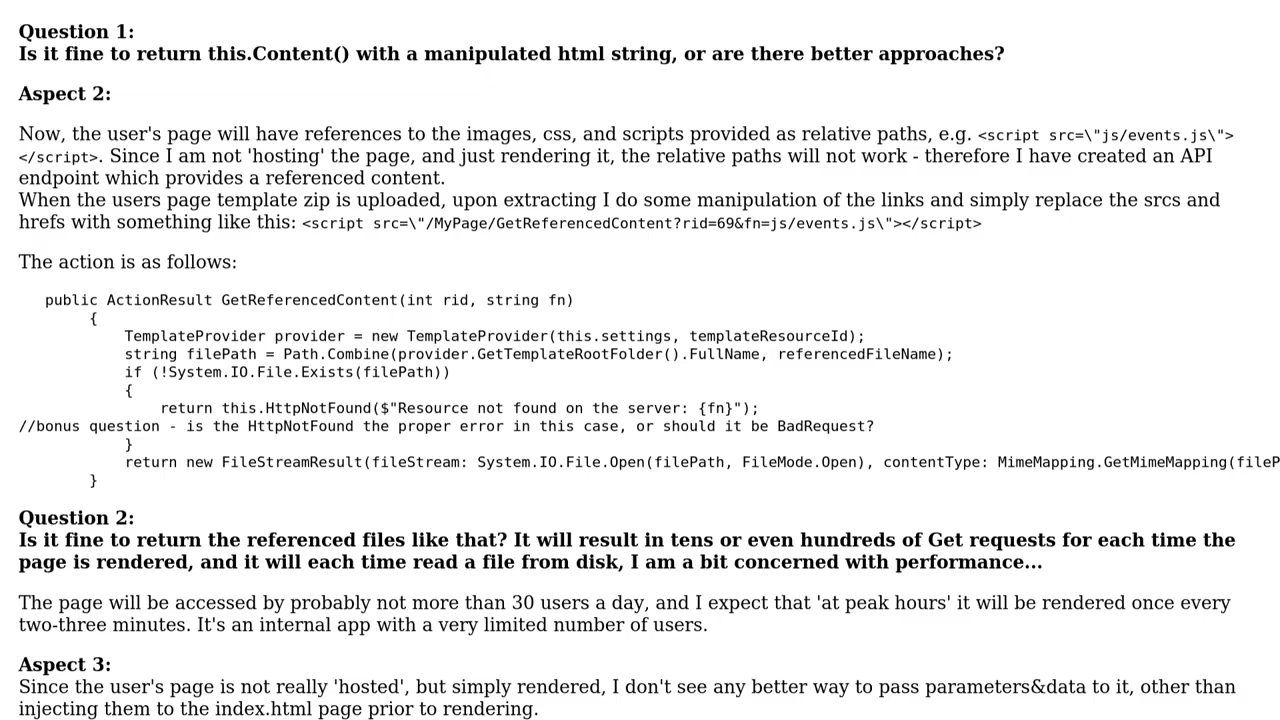 Question 1:
Is it fine to return this.Content() with a manipulated html string, or are there better approaches?
Aspect 2:
Now, the user's page will have references to the images, css, and scripts provided as relative paths, e.g. <script src=\"js/events.js\">
</script>. Since I am not 'hosting' the page, and just rendering it, the relative paths will not work - therefore I have created an API
endpoint which provides a referenced content.
When the users page template zip is uploaded, upon extracting I do some manipulation of the links and simply replace the srcs and
hrefs with something like this: <script src=\"/MyPage/GetReferencedContent?rid=69&fn=js/events.js\"></script>
The action is as follows:
public ActionResult GetReferencedContent(int rid, string fn)
{
TemplateProvider provider = new TemplateProvider(this.settings, templateResourceId);
string filePath = Path.Combine(provider.GetTemplateRootFolder().FullName, referencedFileName);
if (!System.IO.File.Exists(filePath))
{
return this.HttpNotFound($"Resource not found on the server: {fn}");
//bonus question - is the HttpNotFound the proper error in this case, or should it be BadRequest?
}
return new FileStreamResult(fileStream: System.IO.File.Open(filePath, FileMode.Open), contentType: MimeMapping.GetMimeMapping(fileP
}
Question 2:
Is it fine to return the referenced files like that? It will result in tens or even hundreds of Get requests for each time the
page is rendered, and it will each time read a file from disk, I am a bit concerned with performance...
The page will be accessed by probably not more than 30 users a day, and I expect that 'at peak hours' it will be rendered once every
two-three minutes. It's an internal app with a very limited number of users.
Aspect 3:
Since the user's page is not really 'hosted', but simply rendered, I don't see any better way to pass parameters&data to it, other than
injecting them to the index.html page prior to rendering.